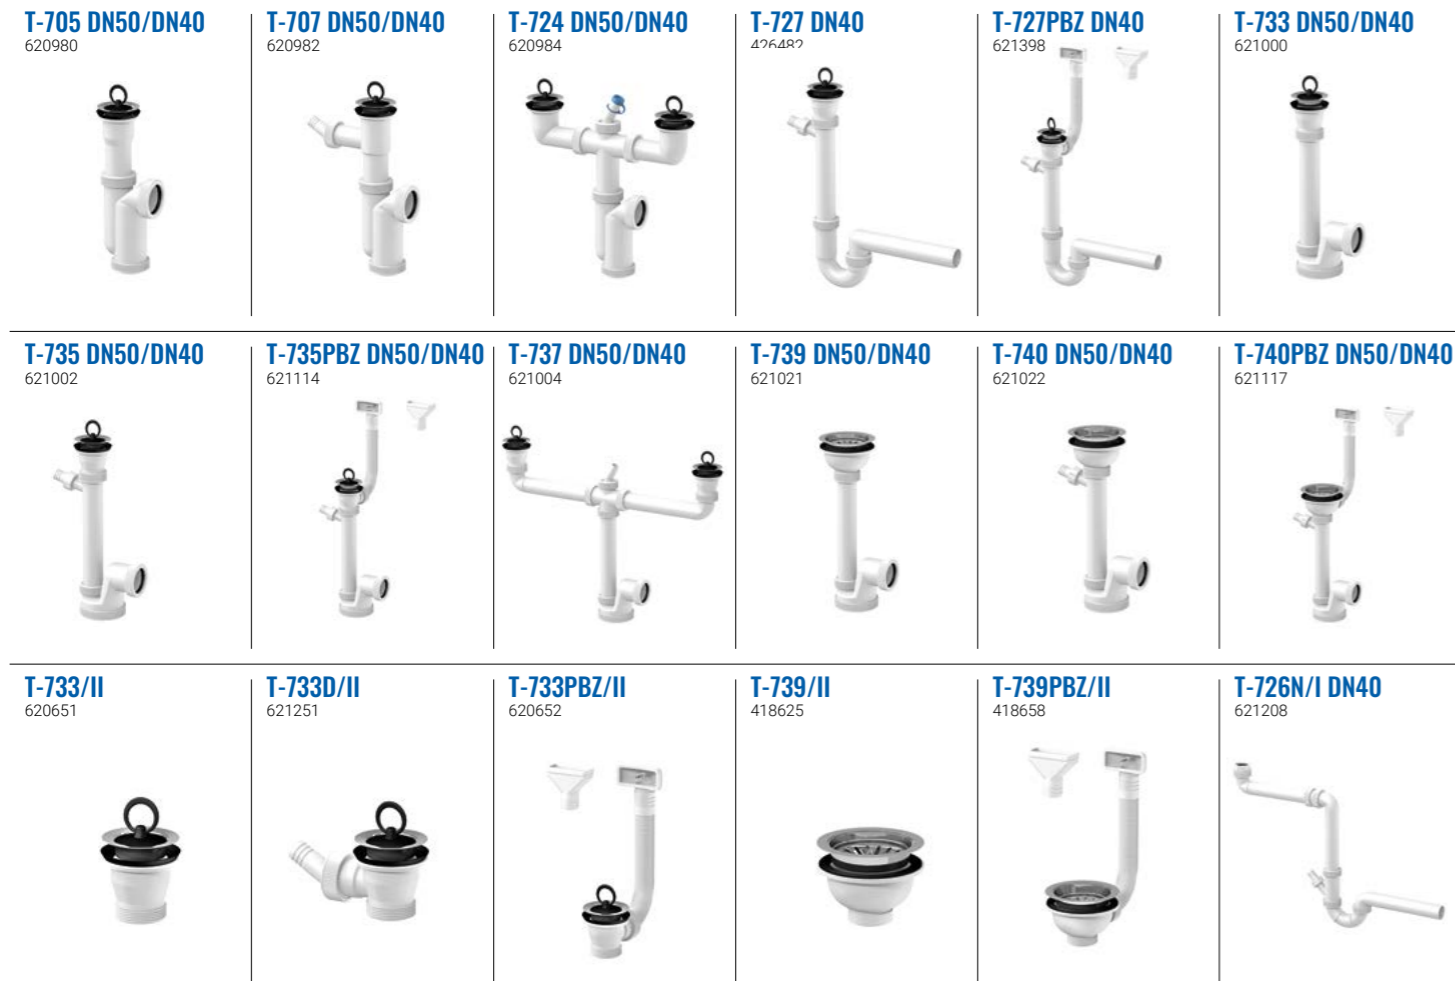 T-705 DN50/DN40
620980
T-707 DN50/DN40
620982
T-724 DN50/DN40
620984
T-727 DN40
426482
T-727PBZ DN40
621398
T-733 DN50/DN40
621000
T-735 DN50/DN40
621002
T-735PBZ DN50/DN40
621114
T-737 DN50/DN40
621004
T-739 DN50/DN40
621021
T-740 DN50/DN40
621022
T-740PBZ DN50/DN40
621117
T-733/II
620651
T-733D/II
621251
T-733PBZ/II
620652
T-739/II
418625
T-739PBZ/II
418658
T-726N/I DN40
621208